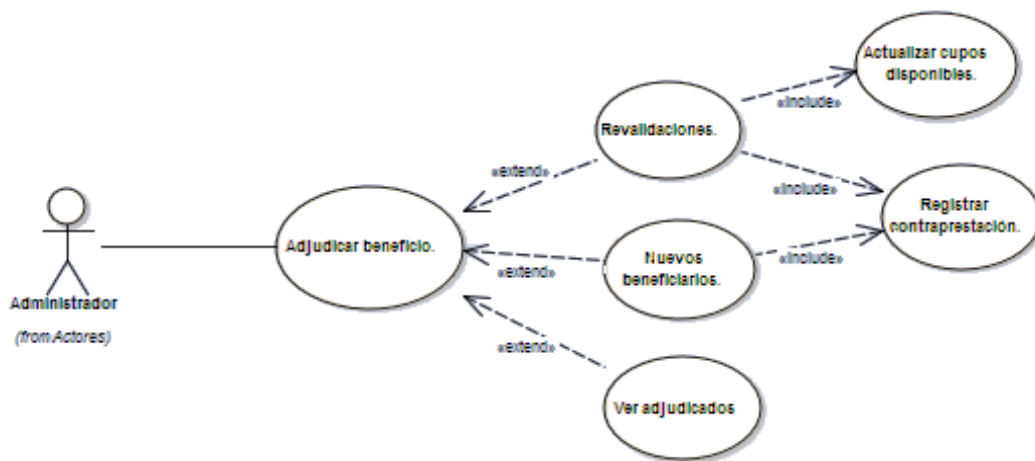 Actualizar cupos
disponibles.
«include»
Revalidaciones.
«extend»
«include»
Registrar
contraprestación.
Adjudicar beneficio.
«extend»
Nuevos
beneficiarios.
«include»
Administrador
(from Actores)
«extend»
Ver adjudicados